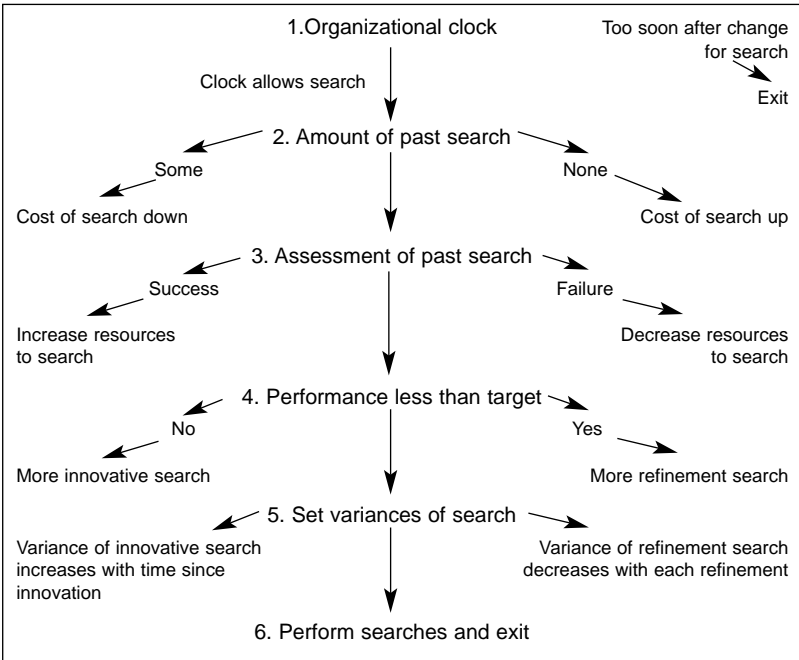 1.Organizational clock
Too soon after change
for search
Exit
Clock allows search
2. Amount of past search
Some
None
Cost of search down
Cost of search up
3. Assessment of past search
Success
Failure
Increase resources
to search
Decrease resources
to search
4. Performance less than target
No
Yes
More innovative search
More refinement search
5. Set variances of search
Variance of innovative search
increases with time since
innovation
Variance of refinement search
decreases with each refinement
6. Perform searches and exit